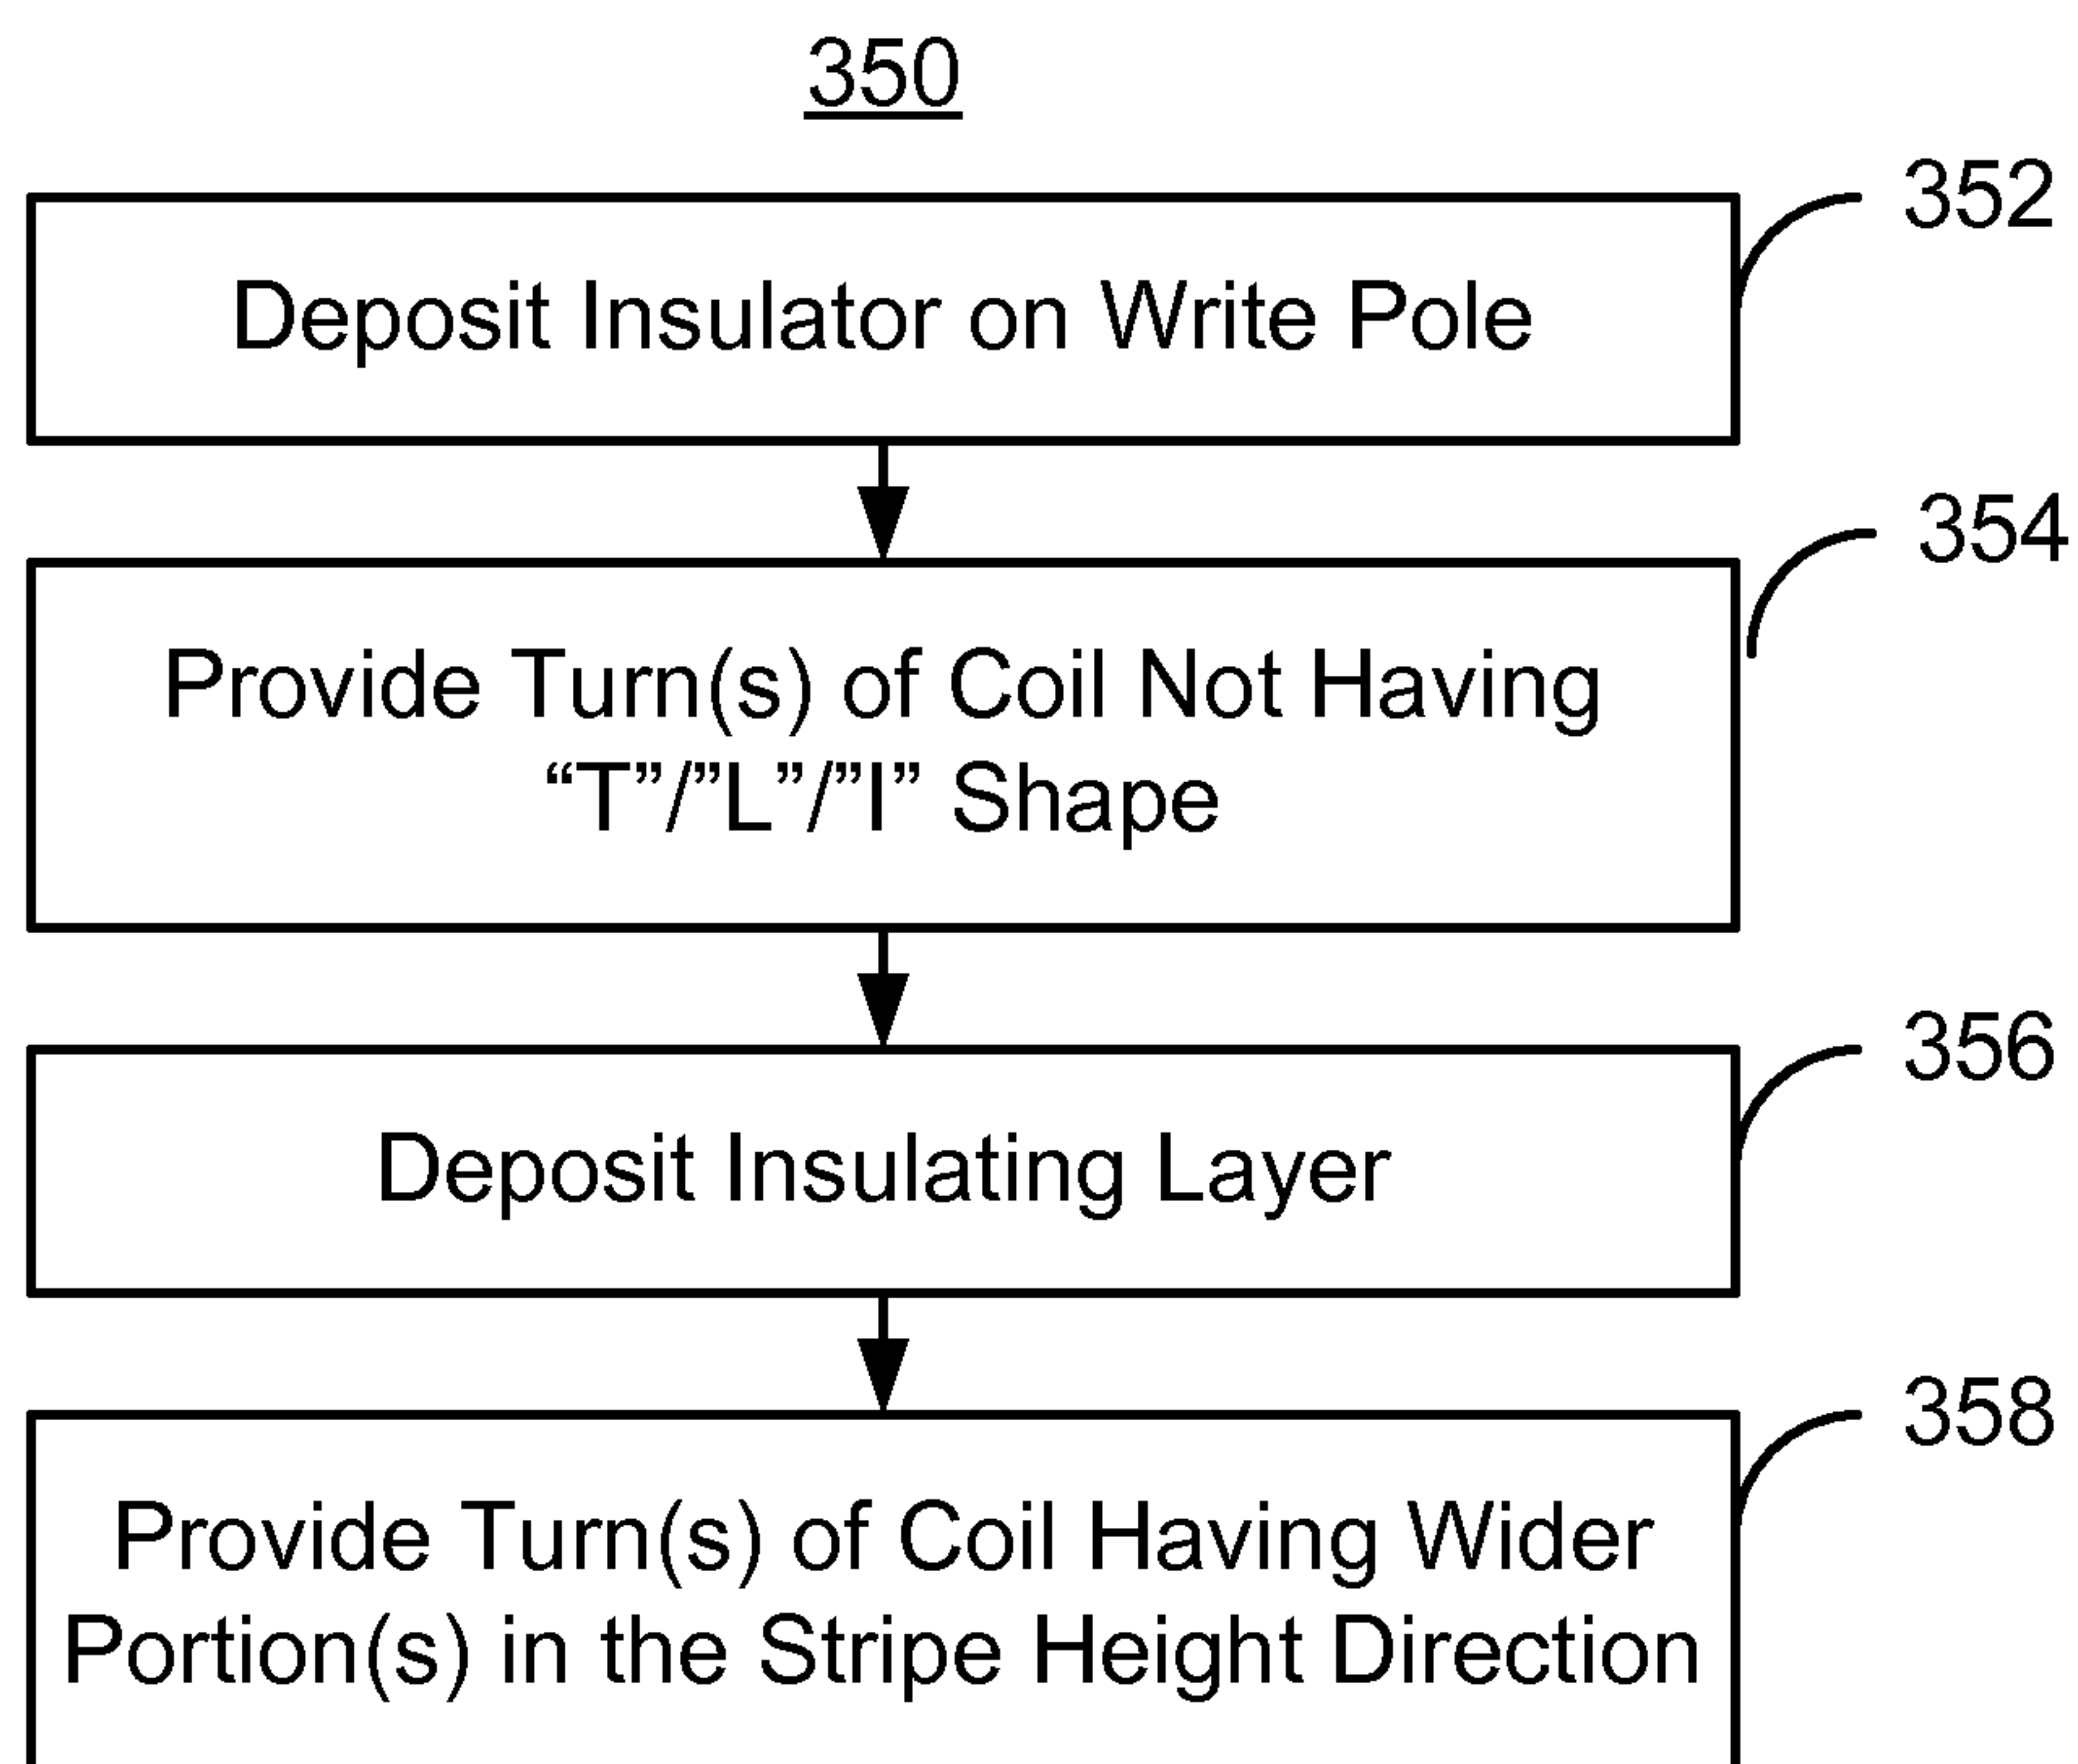 350
352
Deposit Insulator on Write Pole
354
Provide Turn(s) of Coil Not Having
“T”/”L”/”I” Shape
356
Deposit Insulating Layer
358
Provide Turn(s) of Coil Having Wider
Portion(s) in the Stripe Height Direction